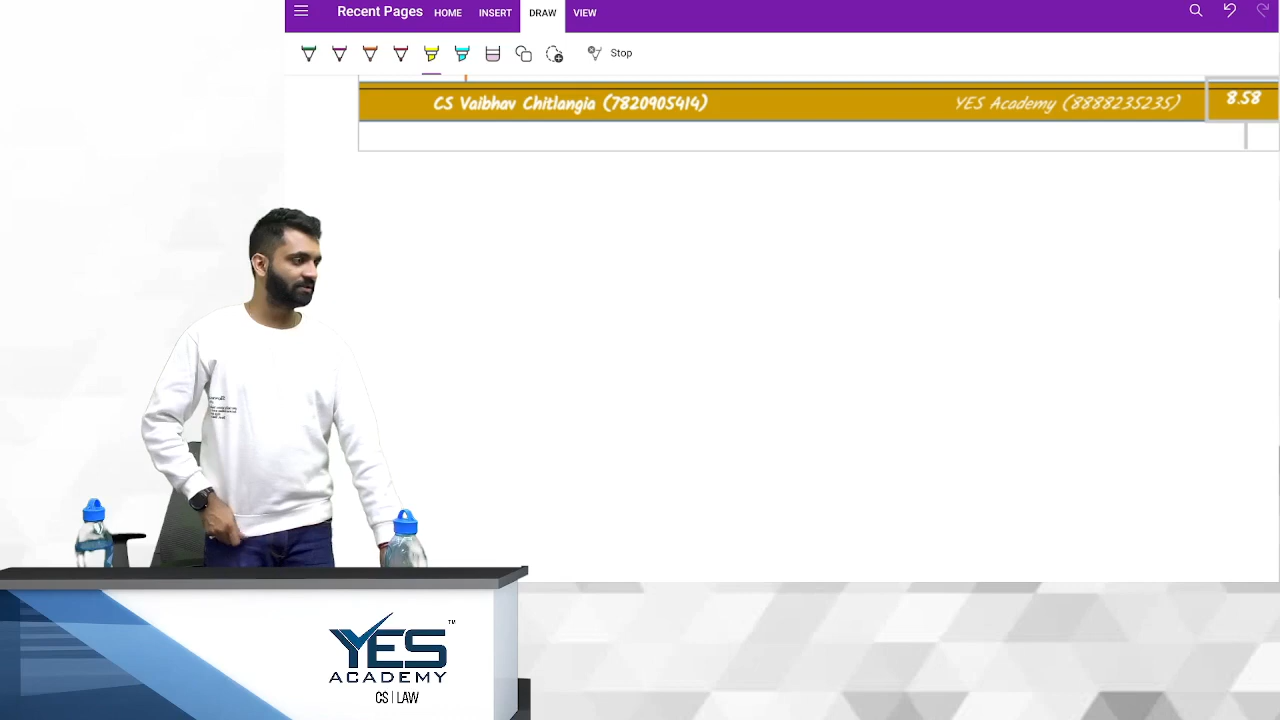 Recent Pages HOME INSERT DRAW VIEW
Stop
CS Vaibhav Chitlangia (7820905414) YES Academy (8888235235) 8.58
YES TM
ACADEMY
CS | LAW